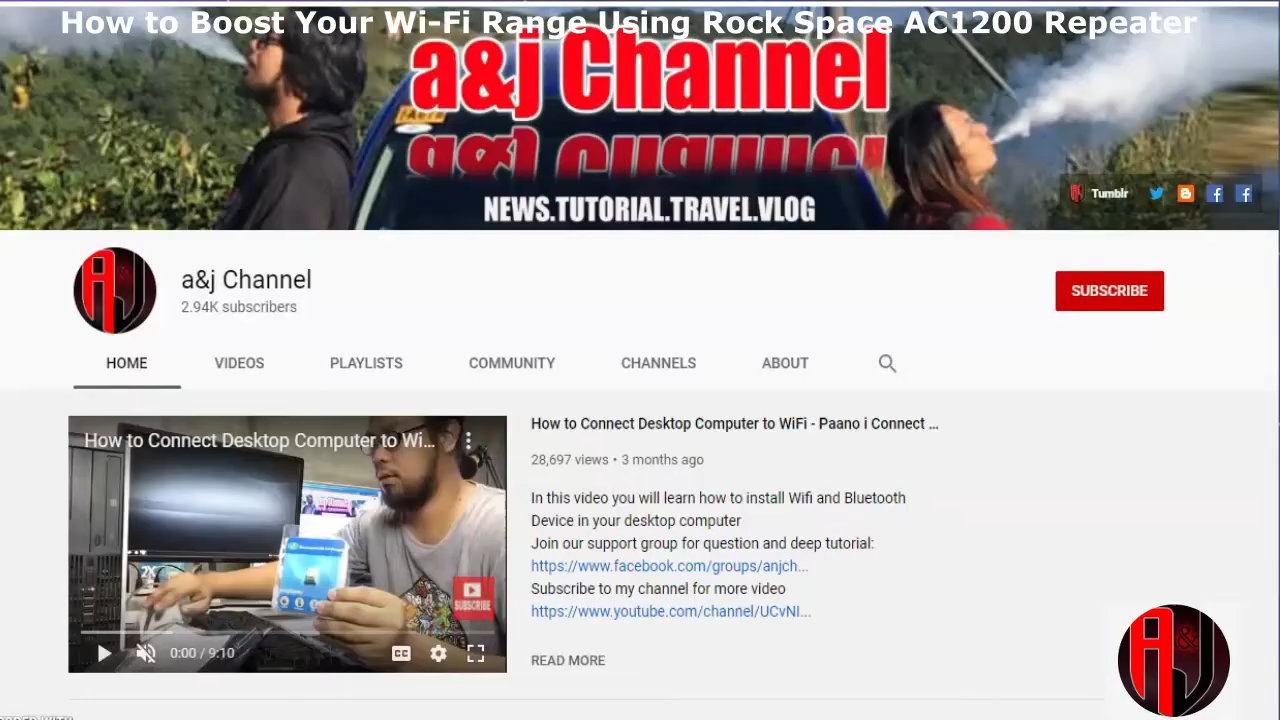 How to Boost Your Wi-Fi Range Using Rock Space AC1200 Repeater
a&j Channel
NEWS.TUTORIAL.TRAVEL.VLOG
Tumblr
a&j Channel
2.94K subscribers
SUBSCRIBE
HOME VIDEOS PLAYLISTS COMMUNITY CHANNELS ABOUT
How to Connect Desktop Computer to Wi...
SUBSCRIBE
0:00 / 9:10
CC
How to Connect Desktop Computer to WiFi - Paano i Connect ...
28,697 views • 3 months ago
In this video you will learn how to install Wifi and Bluetooth
Device in your desktop computer
Join our support group for question and deep tutorial:
https://www.facebook.com/groups/anjch...
Subscribe to my channel for more video
https://www.youtube.com/channel/UCvNI...
READ MORE
A&J